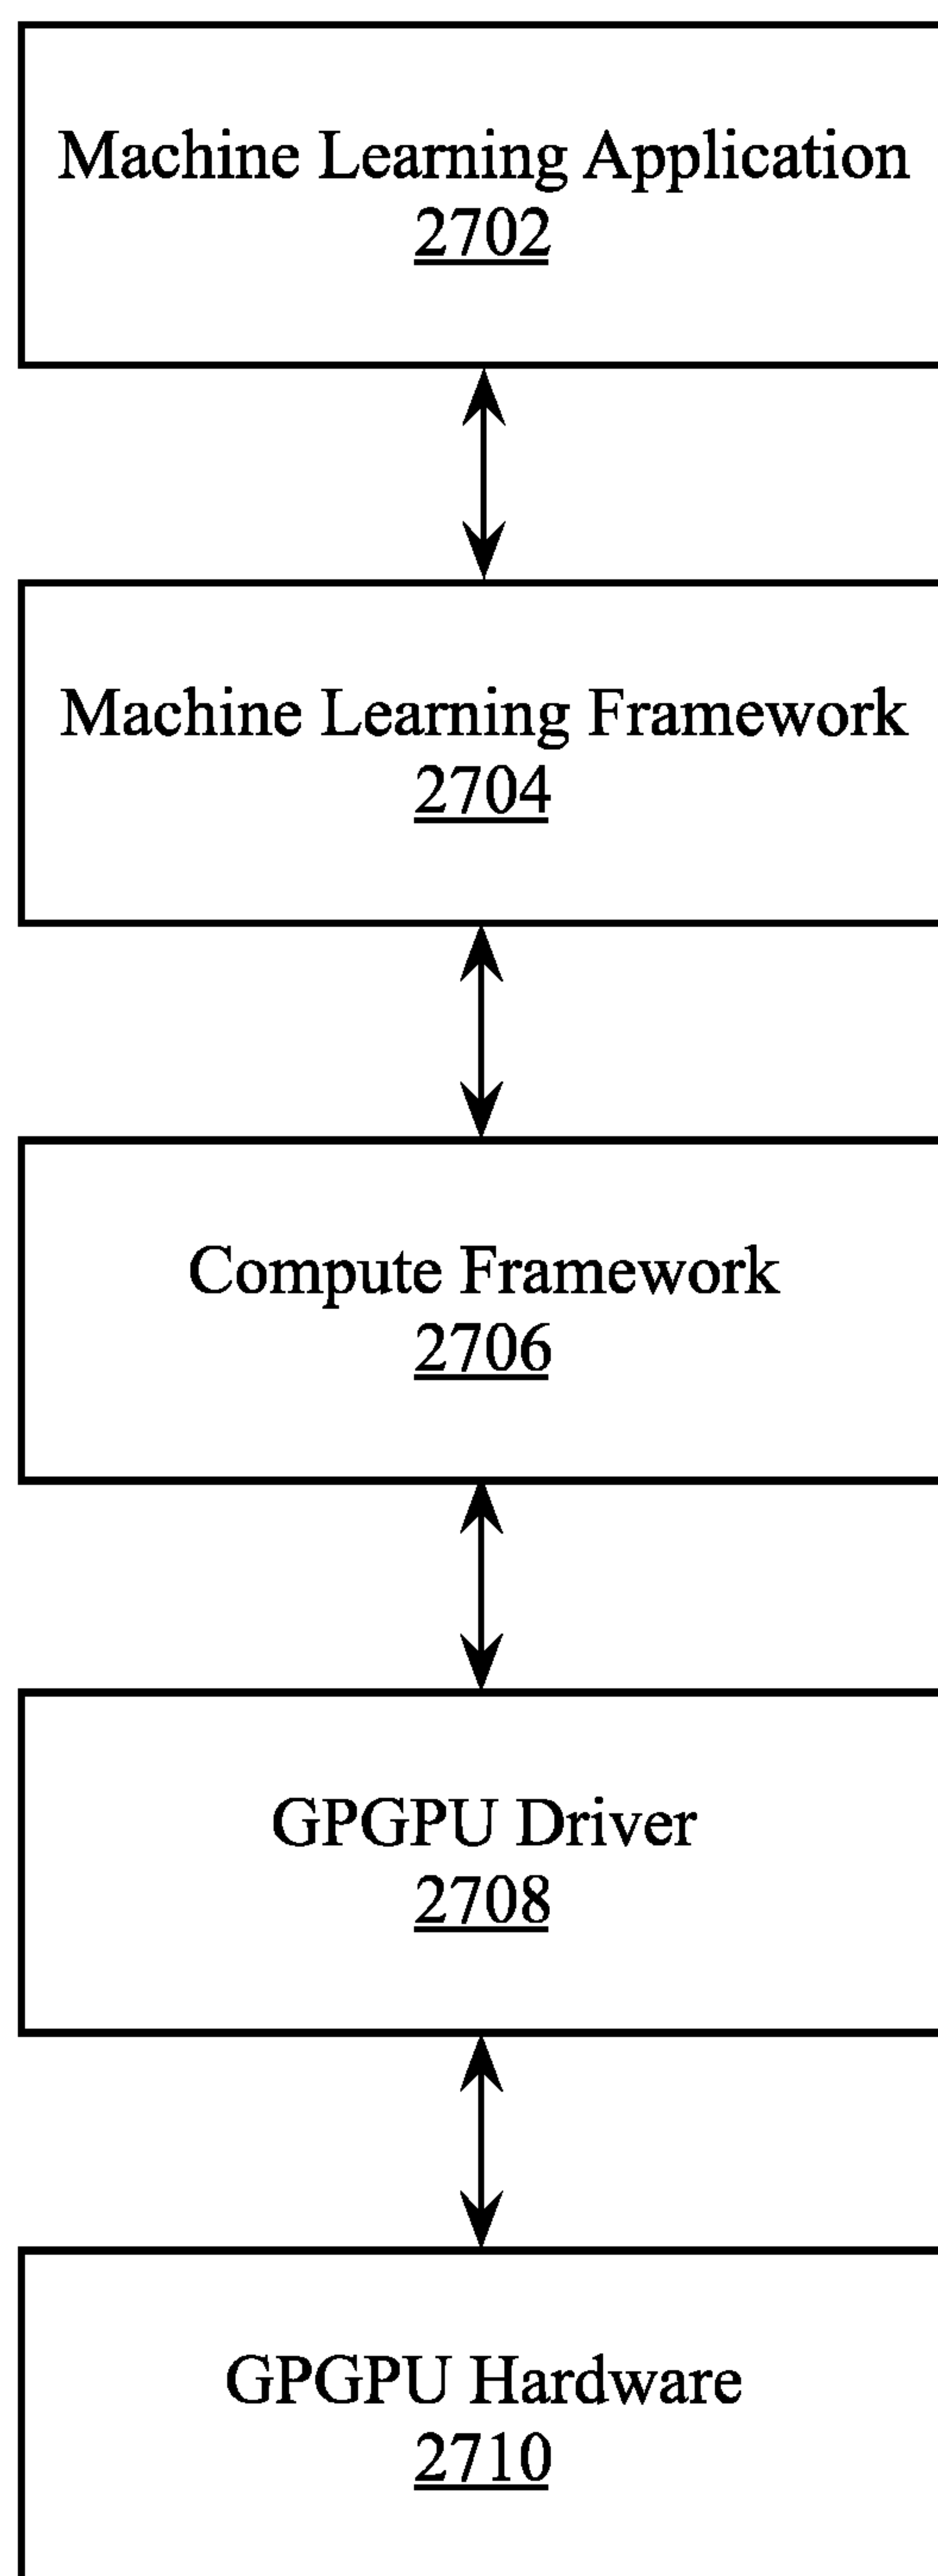 Machine Learning Application
2702
Machine Learning Framework
2704
Compute Framework
2706
GPGPU Driver
2708
GPGPU Hardware
2710